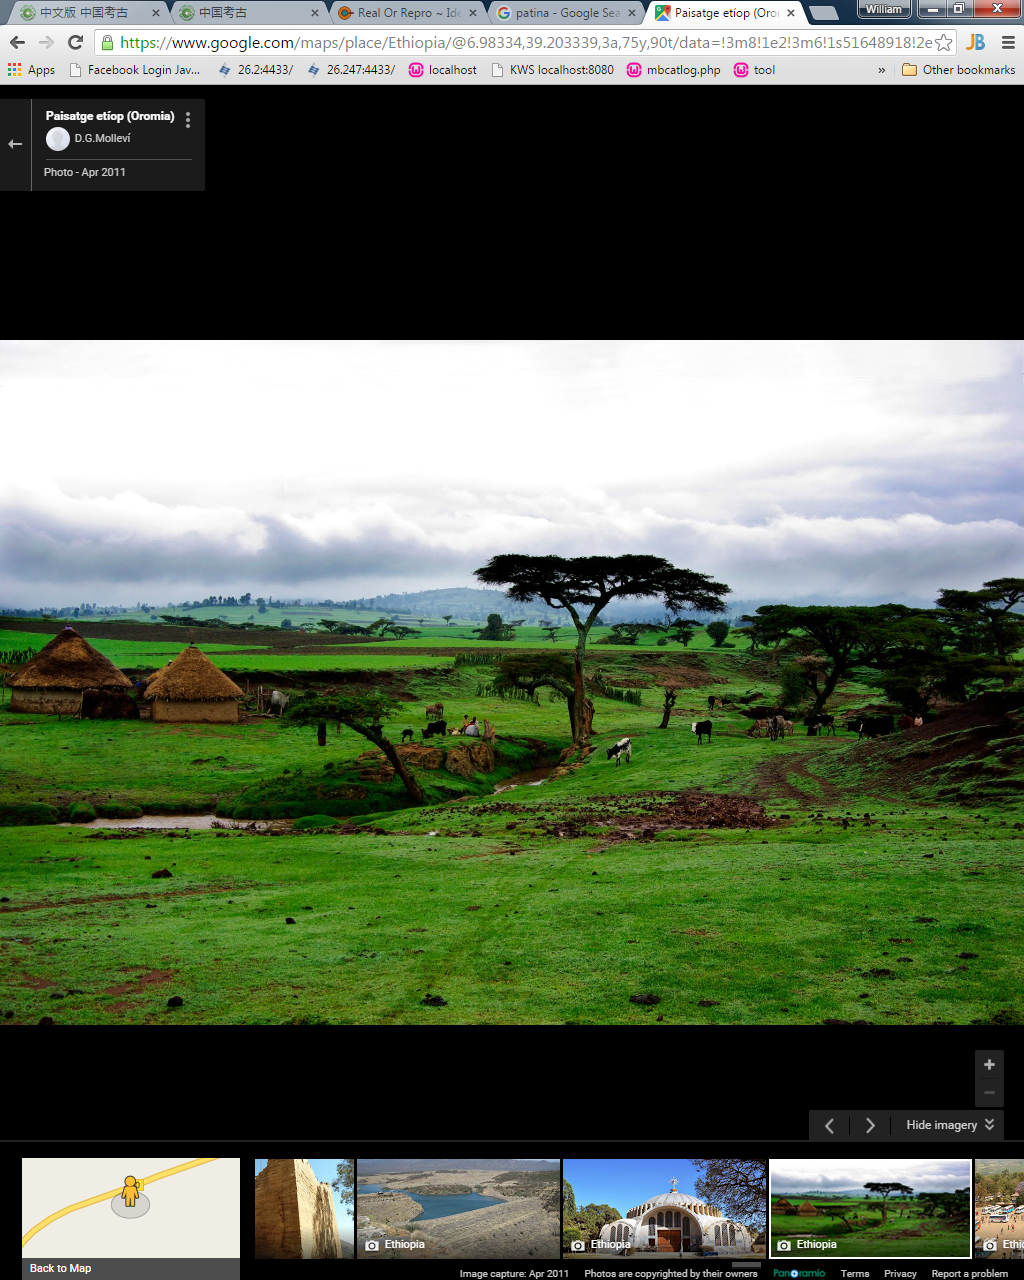 中文版 中国考古
中国考古
Real Or Repro ~ Ide
patina - Google Sea
Paisatge etíop (Oro
William
https://www.google.com/maps/place/Ethiopia/@6.98334,39.203339,3a,75y,90t/data=!3m8!1e2!3m6!1s51648918!2e
JB
Apps
Facebook Login Jav...
26.2:4433/
26.247:4433/
localhost
KWS localhost:8080
mbcatlog.php
tool
»
Other bookmarks
Paisatge etíop (Oromia)
D.G.Molleví
Photo - Apr 2011
Hide imagery
Back to Map
Ethiopia
Ethiopia
Ethiopia
Ethi
Image capture: Apr 2011
Photos are copyrighted by their owners
Panoramio
Terms
Privacy
Report a problem